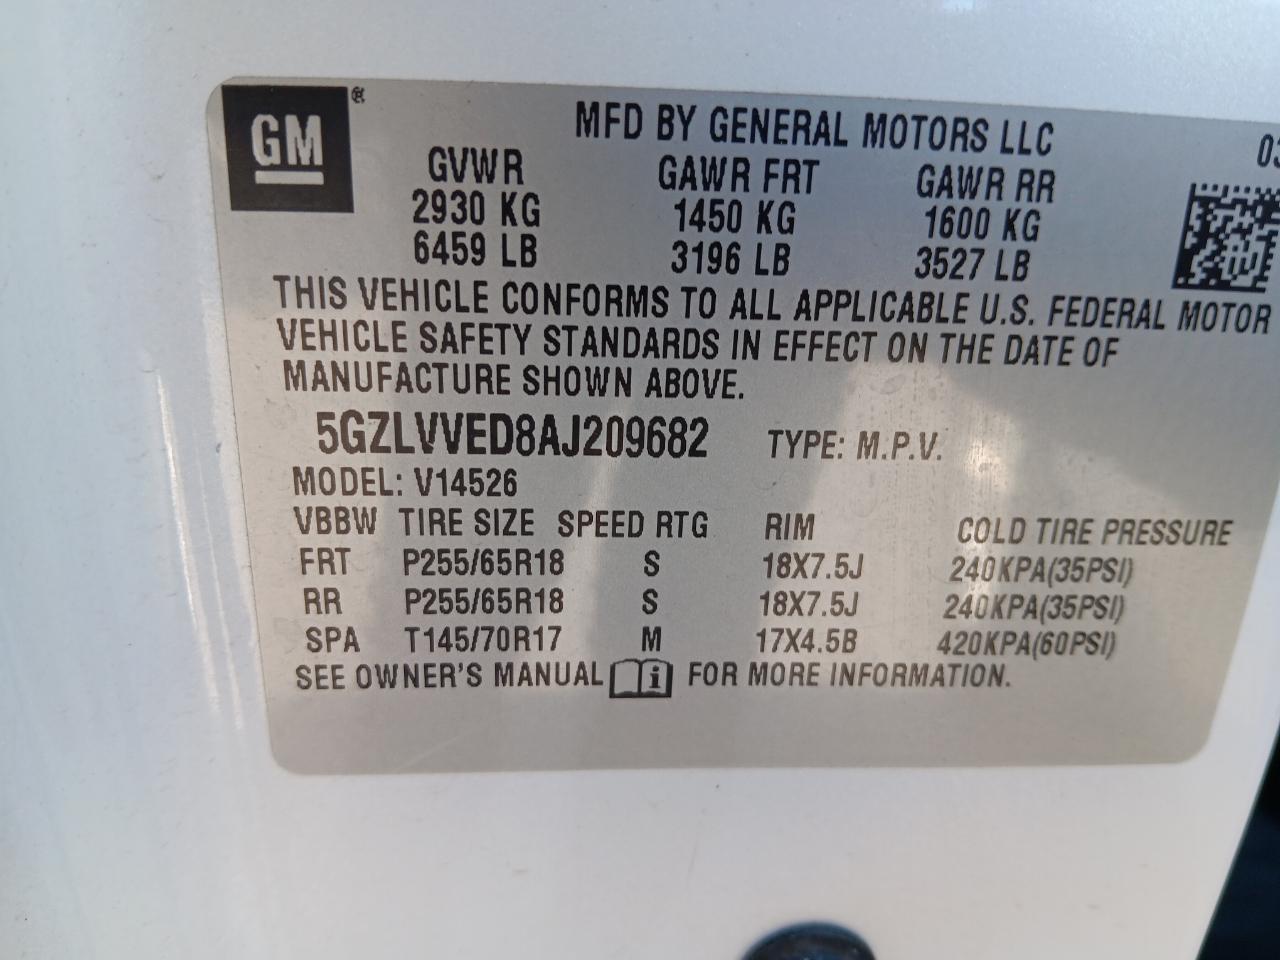 GM ®
MFD BY GENERAL MOTORS LLC 03
GVWR GAWR FRT GAWR RR
2930 KG 1450 KG 1600 KG
6459 LB 3196 LB 3527 LB
THIS VEHICLE CONFORMS TO ALL APPLICABLE U.S. FEDERAL MOTOR
VEHICLE SAFETY STANDARDS IN EFFECT ON THE DATE OF
MANUFACTURE SHOWN ABOVE.
5GZLVVED8AJ209682 TYPE: M.P.V.
MODEL: V14526
VBBW TIRE SIZE SPEED RTG RIM COLD TIRE PRESSURE
FRT P255/65R18 S 18X7.5J 240KPA(35PSI)
RR P255/65R18 S 18X7.5J 240KPA(35PSI)
SPA T145/70R17 M 17X4.5B 420KPA(60PSI)
SEE OWNER'S MANUAL i FOR MORE INFORMATION.